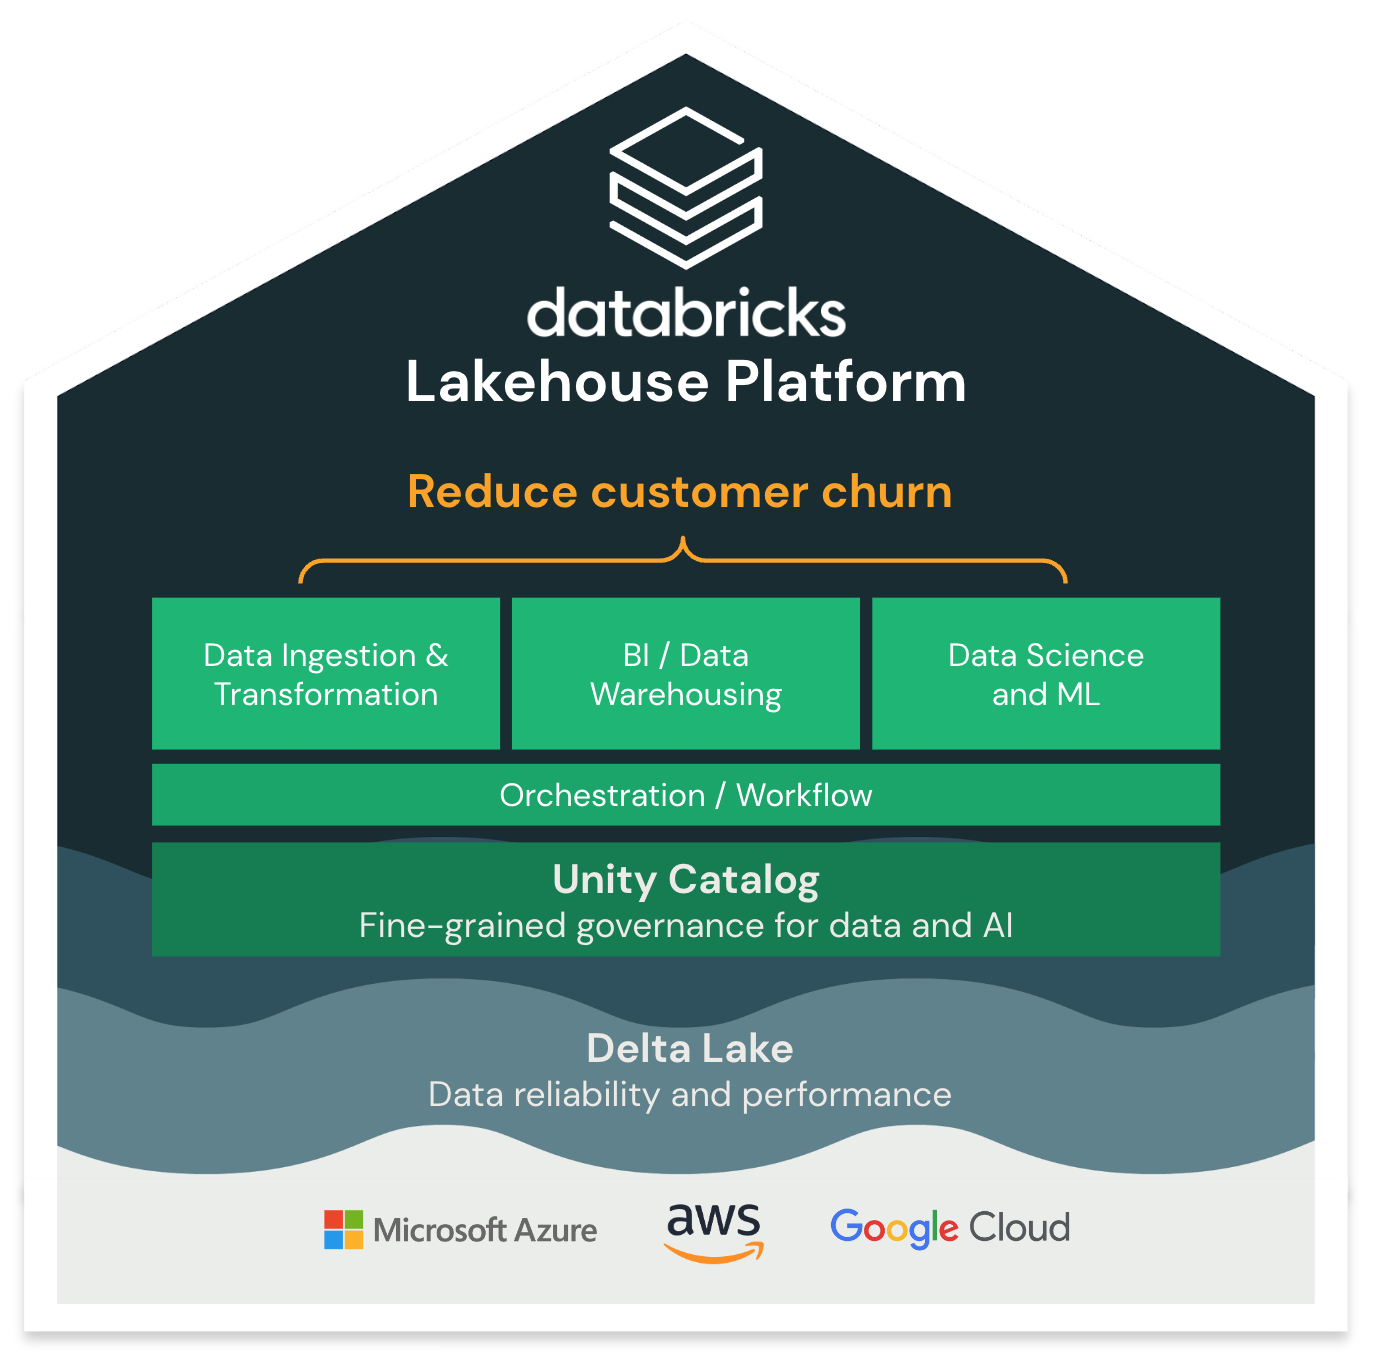 databricks
Lakehouse Platform
Reduce customer churn
Data Ingestion &
Transformation
BI / Data
Warehousing
Data Science
and ML
Orchestration / Workflow
Unity Catalog
Fine-grained governance for data and AI
Delta Lake
Data reliability and performance
Microsoft Azure
aws
Google Cloud